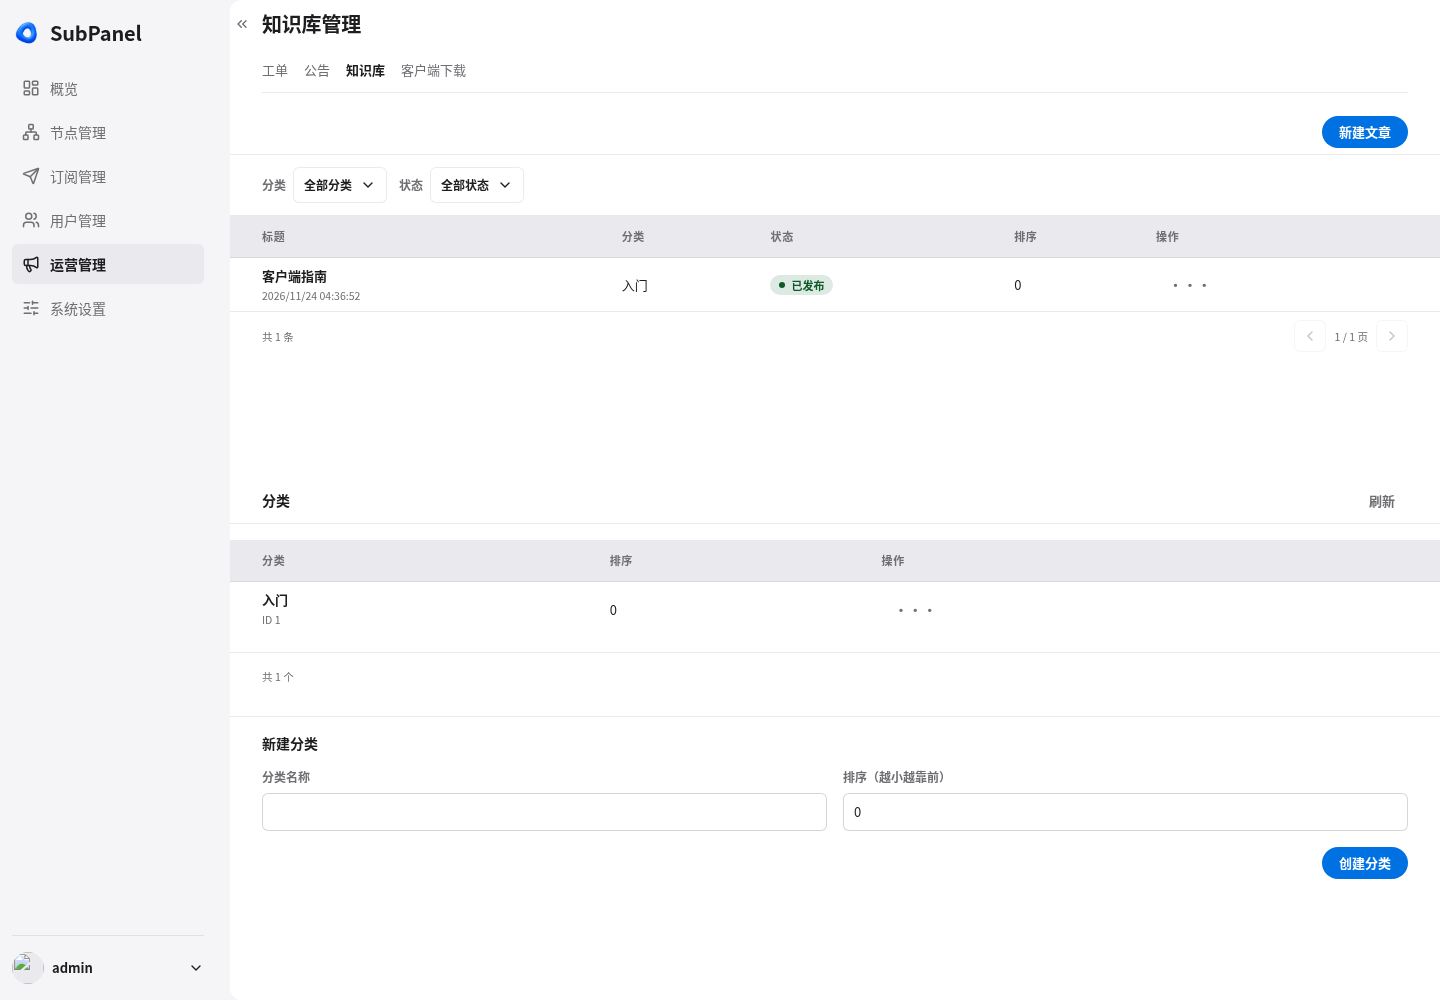 SubPanel
概览
节点管理
订阅管理
用户管理
运营管理
系统设置
admin
知识库管理
工单 公告 知识库 客户端下载
新建文章
分类 全部分类 状态 全部状态
标题 分类 状态 排序 操作
客户端指南
2026/11/24 04:36:52
入门 已发布 0
共 1 条
1 / 1 页
分类 刷新
分类 排序 操作
入门
ID 1
0
共 1 个
新建分类
分类名称 排序（越小越靠前）
0
创建分类